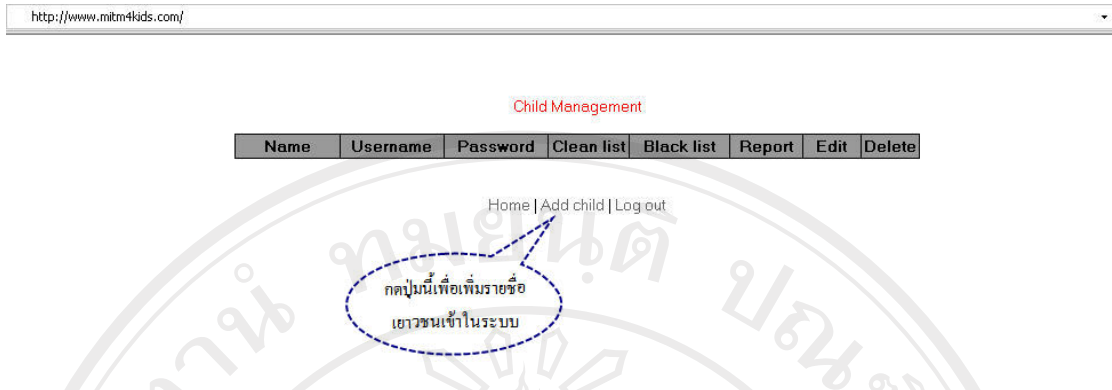 http://www.mitm4kids.com/
Child Management
Name Username Password Clean list Black list Report Edit Delete
Home | Add child | Log out
กดปุ่มนี้เพื่อเพิ่มรายชื่อ
เยาวชนเข้าในระบบ